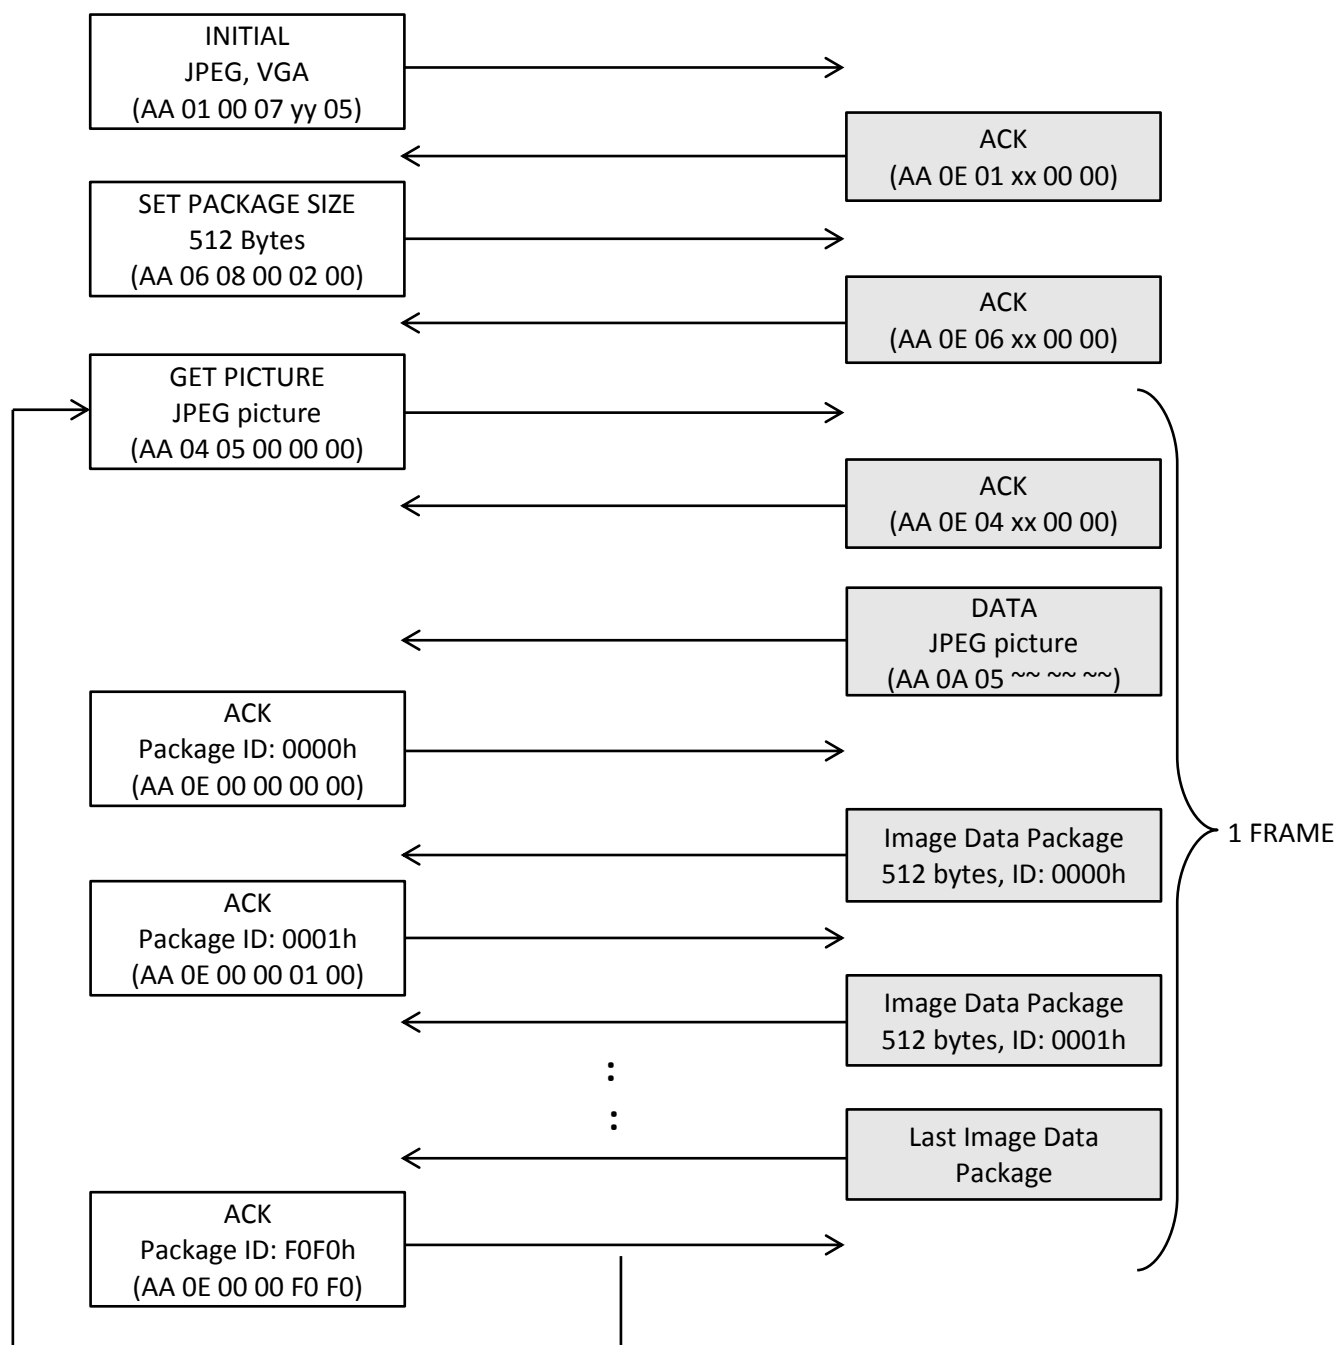 INITIAL
JPEG, VGA
(AA 01 00 07 yy 05)
ACK
(AA 0E 01 xx 00 00)
SET PACKAGE SIZE
512 Bytes
(AA 06 08 00 02 00)
ACK
(AA 0E 06 xx 00 00)
GET PICTURE
JPEG picture
(AA 04 05 00 00 00)
ACK
(AA 0E 04 xx 00 00)
DATA
JPEG picture
(AA 0A 05 ~~ ~~ ~~)
ACK
Package ID: 0000h
(AA 0E 00 00 00 00)
Image Data Package
512 bytes, ID: 0000h
1 FRAME
ACK
Package ID: 0001h
(AA 0E 00 00 01 00)
Image Data Package
512 bytes, ID: 0001h
:
:
Last Image Data
Package
ACK
Package ID: F0F0h
(AA 0E 00 00 F0 F0)